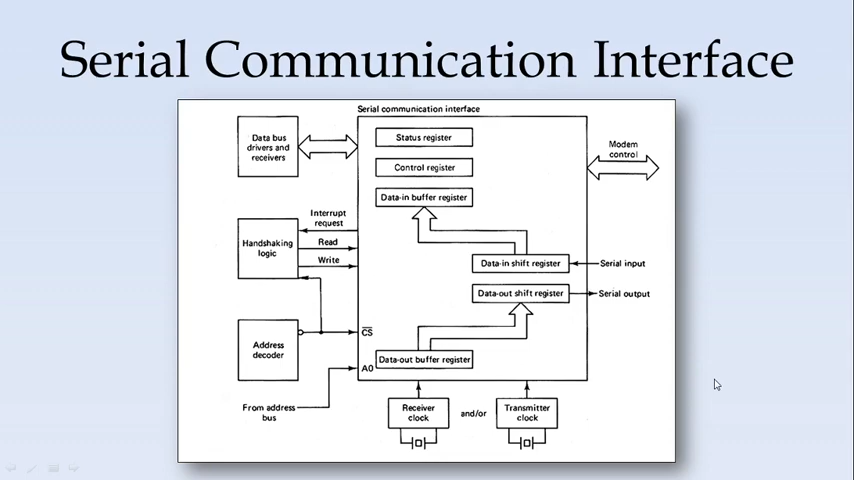 Serial Communication Interface
Serial communication interface
Data bus
drivers and
receivers
Status register
Control register
Data-in buffer register
Modem
control
Interrupt
request
Read
Write
Handshaking
logic
Data-in shift register
Serial input
Data-out shift register
Serial output
Address
decoder
CS
Data-out buffer register
A0
From address
bus
Receiver
clock
and/or
Transmitter
clock